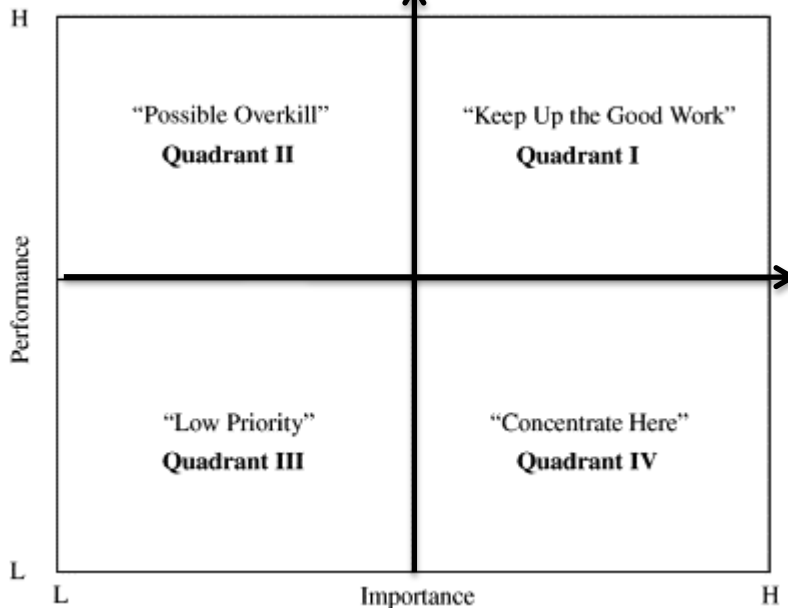 H
“Possible Overkill”
Quadrant II
“Keep Up the Good Work”
Quadrant I
Performance
“Low Priority”
Quadrant III
“Concentrate Here”
Quadrant IV
L
L
Importance
H